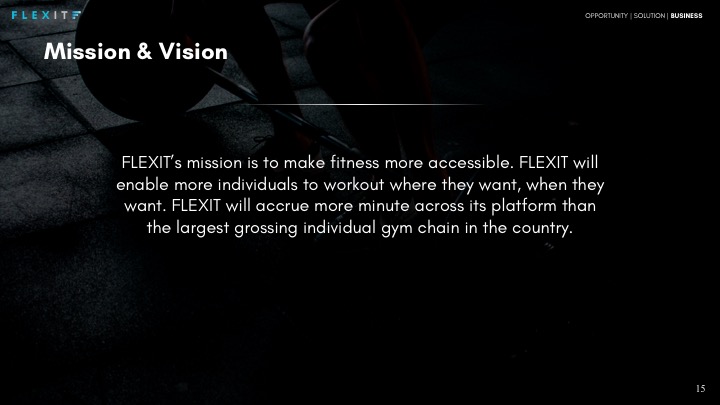 FLEXIT
OPPORTUNITY | SOLUTION | BUSINESS
Mission & Vision
FLEXIT’s mission is to make fitness more accessible. FLEXIT will
enable more individuals to workout where they want, when they
want. FLEXIT will accrue more minute across its platform than
the largest grossing individual gym chain in the country.
15